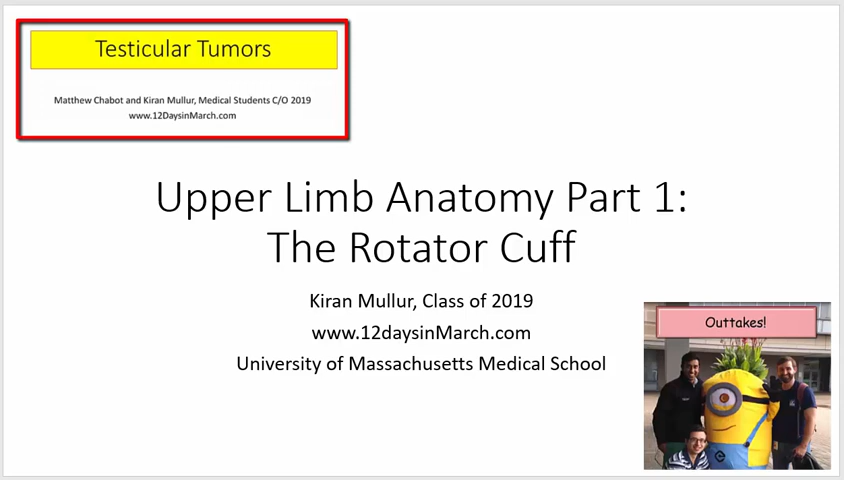 Testicular Tumors
Matthew Chabot and Kiran Mullur, Medical Students C/O 2019
www.12DaysinMarch.com
Upper Limb Anatomy Part 1:
The Rotator Cuff
Kiran Mullur, Class of 2019
www.12daysinMarch.com
University of Massachusetts Medical School
Outtakes!